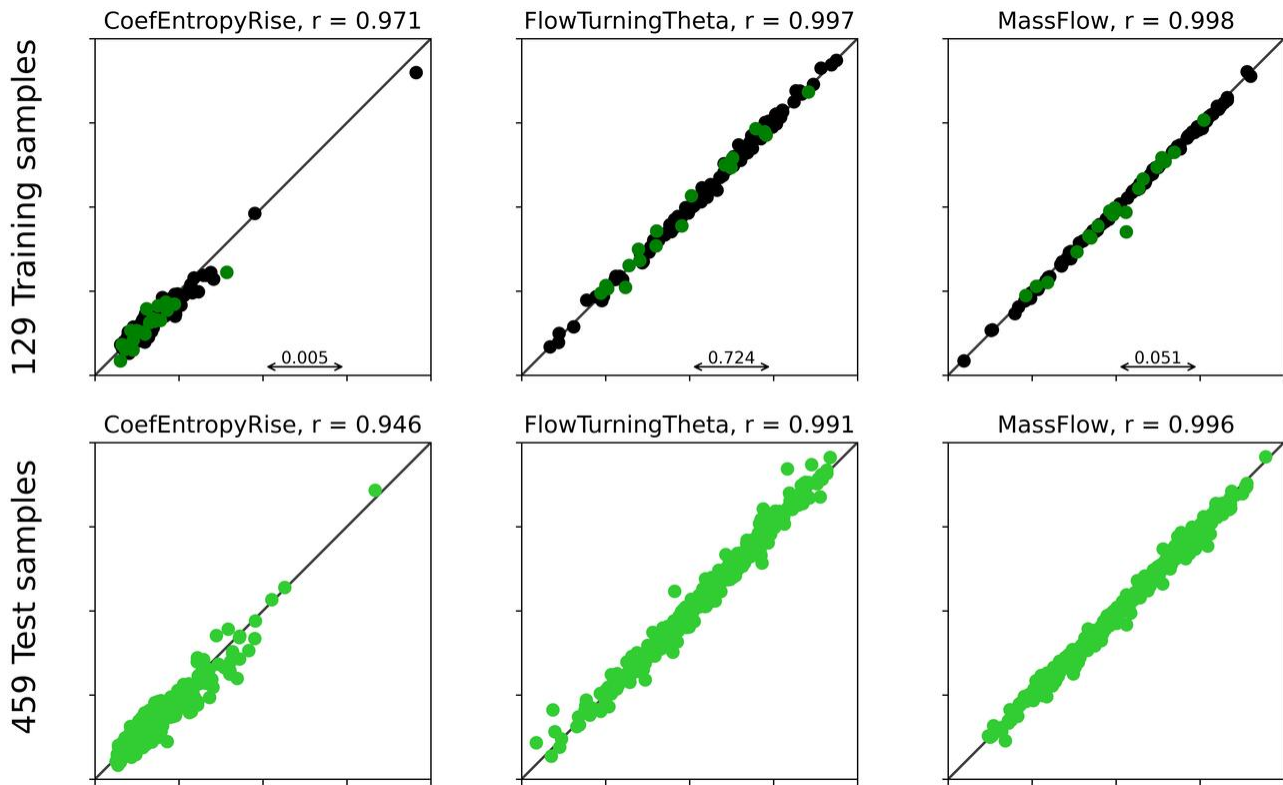 CoefEntropyRise, r = 0.971
FlowTurningTheta, r = 0.997
MassFlow, r = 0.998
129 Training samples
0.005
0.724
0.051
CoefEntropyRise, r = 0.946
FlowTurningTheta, r = 0.991
MassFlow, r = 0.996
459 Test samples